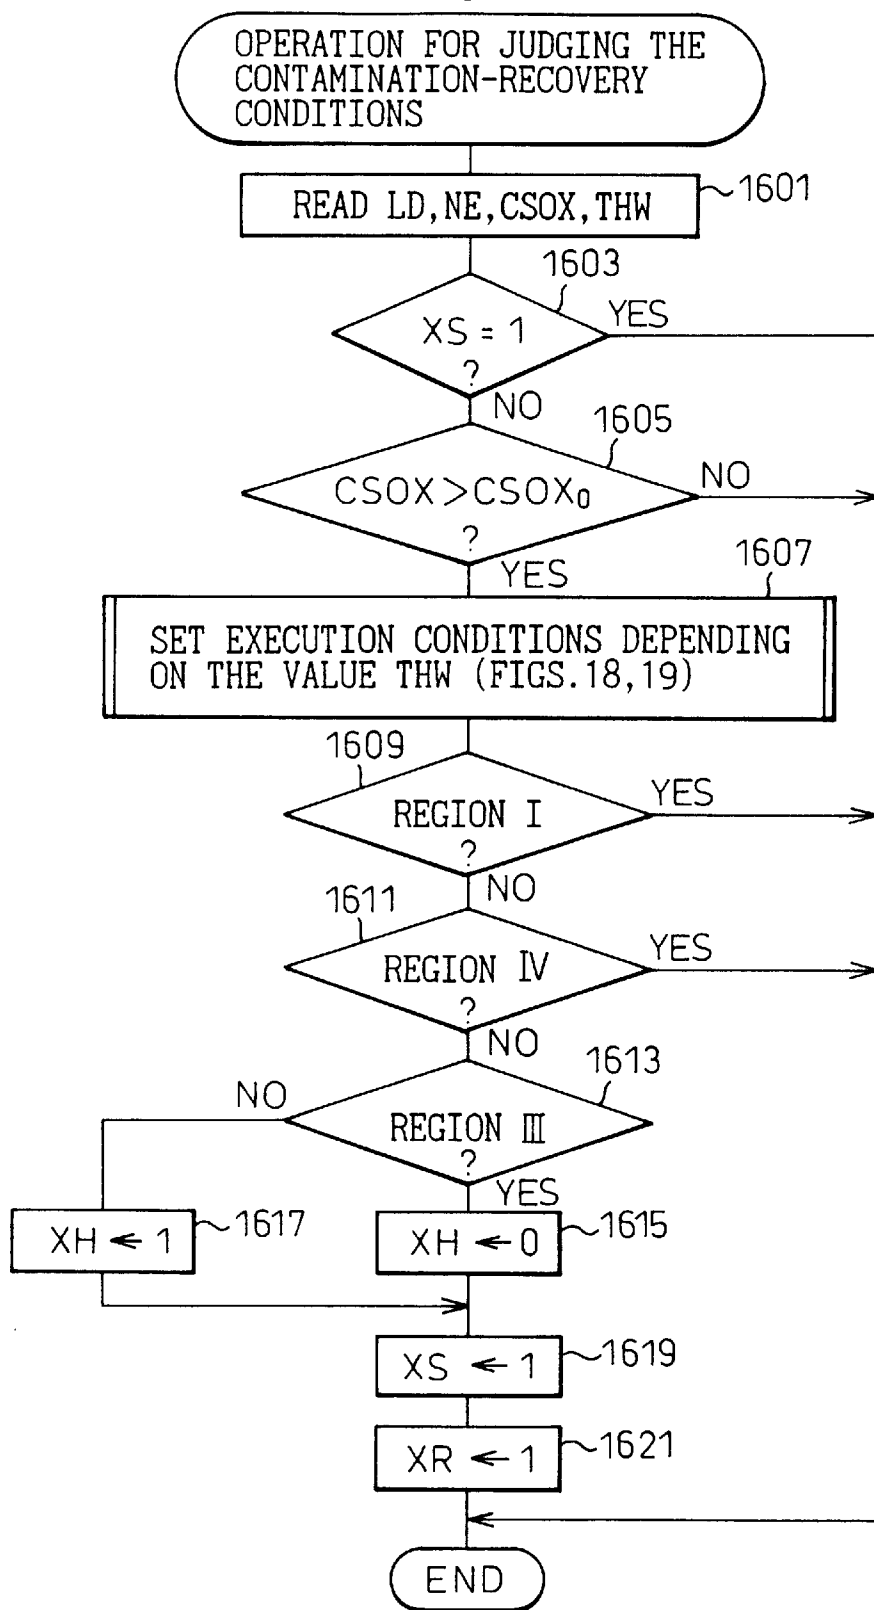 OPERATION FOR JUDGING THE
CONTAMINATION-RECOVERY
CONDITIONS
READ LD,NE,CSOX,THW
1601
1603
XS = 1
?
YES
NO
1605
CSOX>CSOX₀
?
NO
YES
1607
SET EXECUTION CONDITIONS DEPENDING
ON THE VALUE THW (FIGS.18,19)
1609
REGION I
?
YES
NO
1611
REGION IV
?
YES
NO
1613
REGION III
?
NO
YES
XH ← 1
1617
XH ← 0
1615
XS ← 1
1619
XR ← 1
1621
END